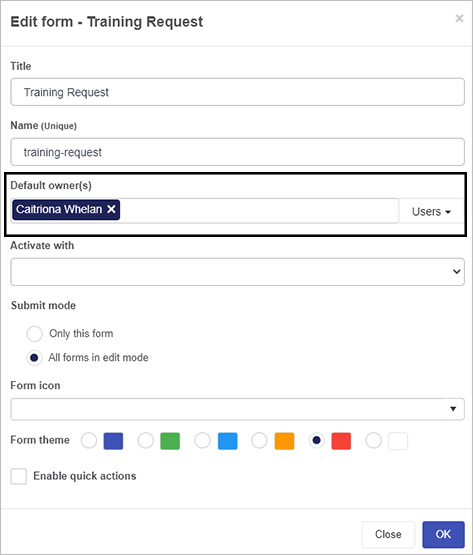 Edit form - Training Request ×
Title
Training Request
Name (Unique)
training-request
Default owner(s)
Caitriona Whelan ✕ Users
Activate with
Submit mode
Only this form
All forms in edit mode
Form icon
Form theme
Enable quick actions
Close OK